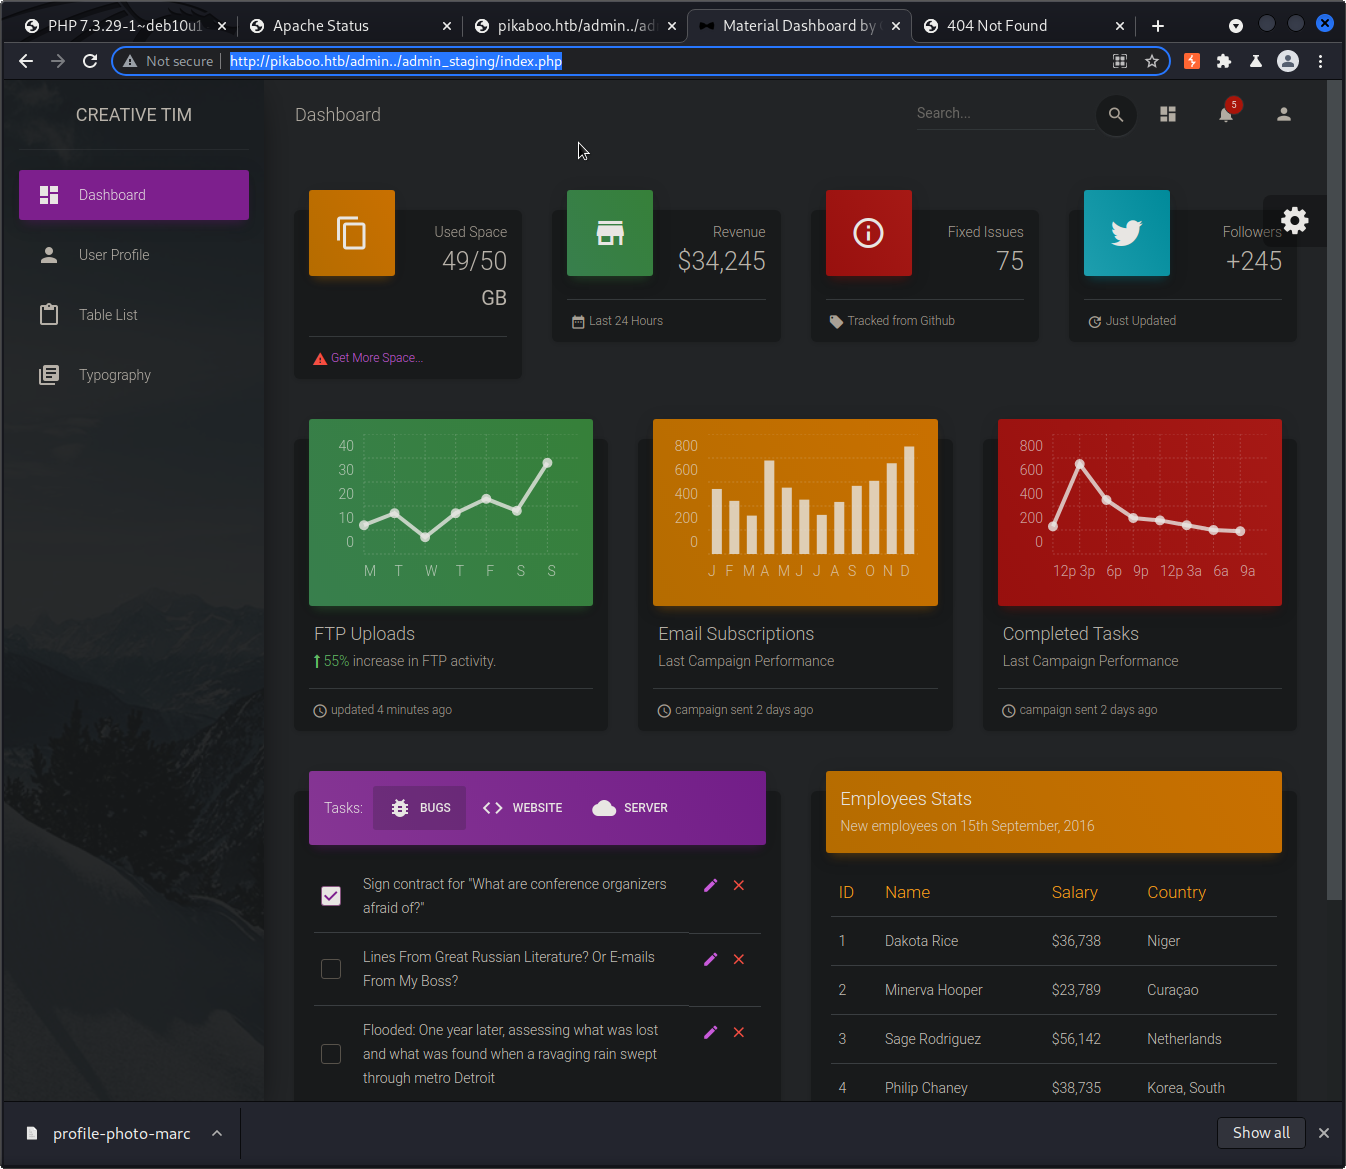 PHP 7.3.29-1~deb10u1
Apache Status
pikaboo.htb/admin../ad
Material Dashboard by
404 Not Found
Not secure
http://pikaboo.htb/admin../admin_staging/index.php
CREATIVE TIM
Dashboard
Search...
5
Dashboard
User Profile
Table List
Typography
Used Space
49/50
GB
Get More Space...
Revenue
$34,245
Last 24 Hours
Fixed Issues
75
Tracked from Github
Followers
+245
Just Updated
40
30
20
10
0
M T W T F S S
FTP Uploads
55% increase in FTP activity.
updated 4 minutes ago
800
600
400
200
0
J F M A M J J A S O N D
Email Subscriptions
Last Campaign Performance
campaign sent 2 days ago
800
600
400
200
0
12p 3p 6p 9p 12p 3a 6a 9a
Completed Tasks
Last Campaign Performance
campaign sent 2 days ago
Tasks: BUGS WEBSITE SERVER
Sign contract for "What are conference organizers
afraid of?"
Lines From Great Russian Literature? Or E-mails
From My Boss?
Flooded: One year later, assessing what was lost
and what was found when a ravaging rain swept
through metro Detroit
Employees Stats
New employees on 15th September, 2016
ID Name Salary Country
1 Dakota Rice $36,738 Niger
2 Minerva Hooper $23,789 Curaçao
3 Sage Rodriguez $56,142 Netherlands
4 Philip Chaney $38,735 Korea, South
profile-photo-marc
Show all